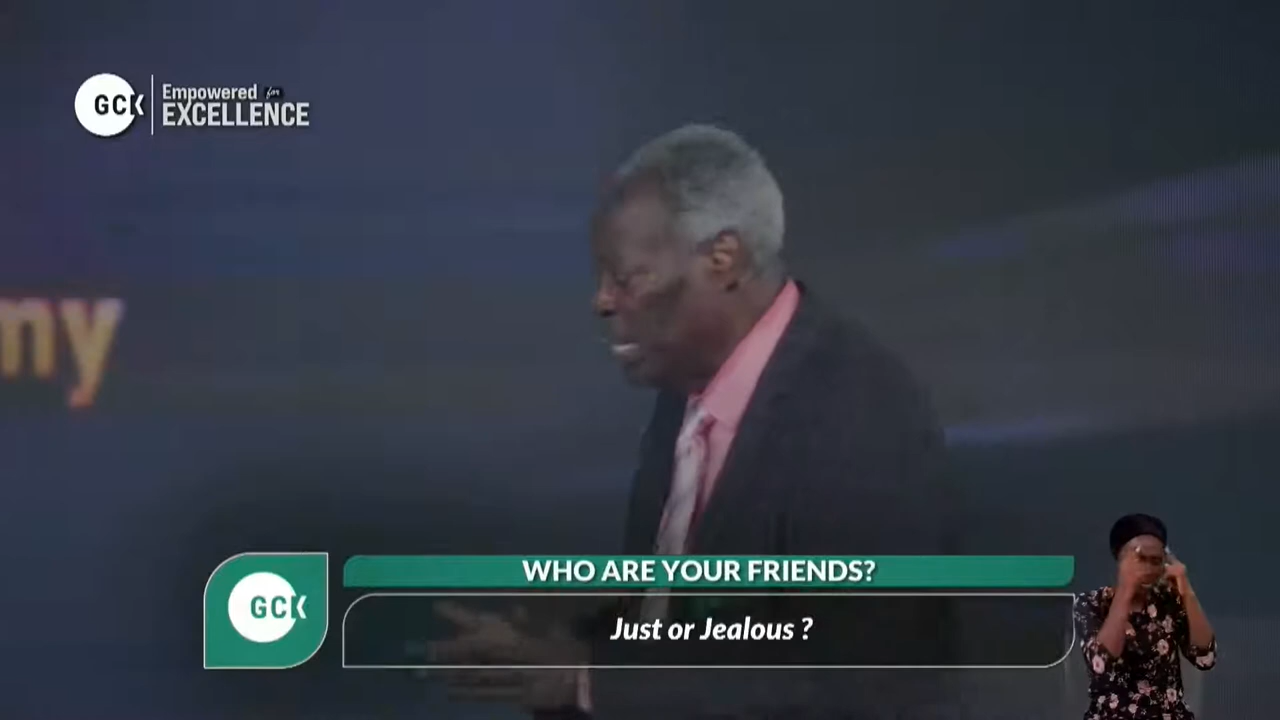 GCK
Empowered for
EXCELLENCE
my
WHO ARE YOUR FRIENDS?
GCK
Just or Jealous ?